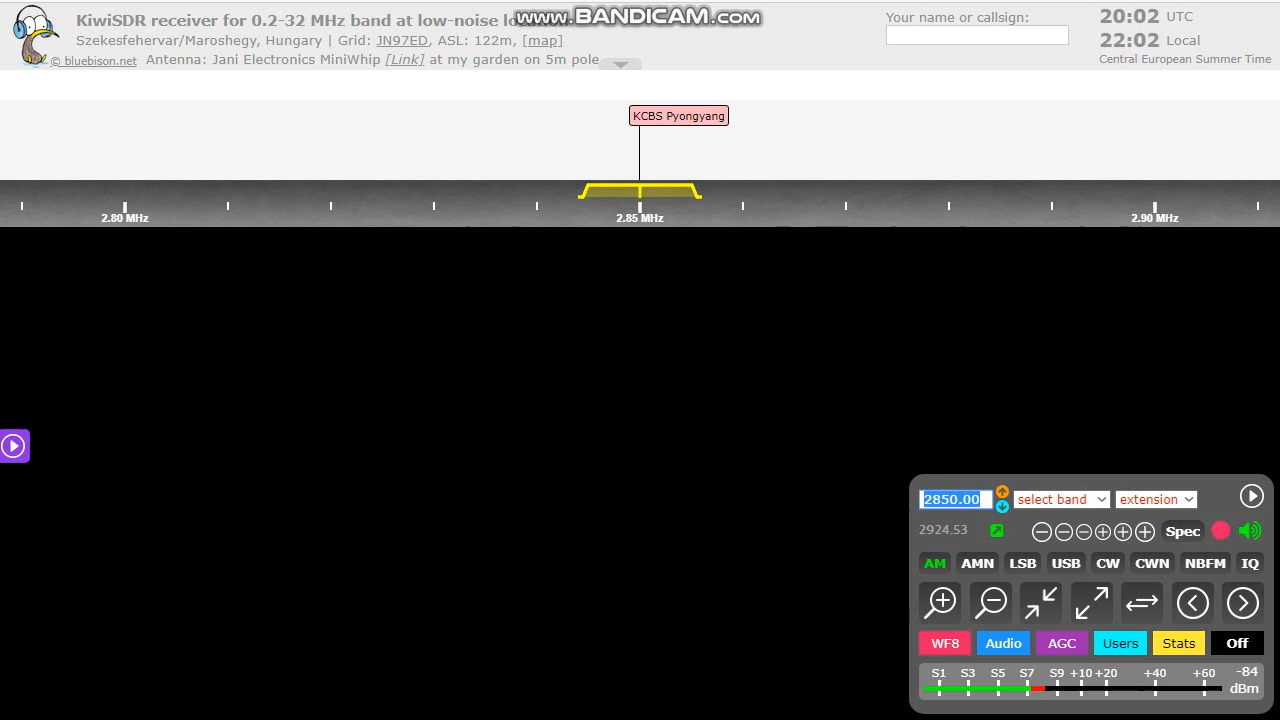 KiwiSDR receiver for 0.2-32 MHz band at low-noise location
www.BANDICAM.com
Your name or callsign:
20:02 UTC
Szekesfehervar/Maroshegy, Hungary | Grid: JN97ED, ASL: 122m, [map]
22:02 Local
© bluebison.net Antenna: Jani Electronics MiniWhip [Link] at my garden on 5m pole
Central European Summer Time
KCBS Pyongyang
2.80 MHz 2.85 MHz 2.90 MHz
2850.00 select band extension
2924.53 Spec
AM AMN LSB USB CW CWN NBFM IQ
WF8 Audio AGC Users Stats Off
S1 S3 S5 S7 S9 +10 +20 +40 +60 -84
dBm